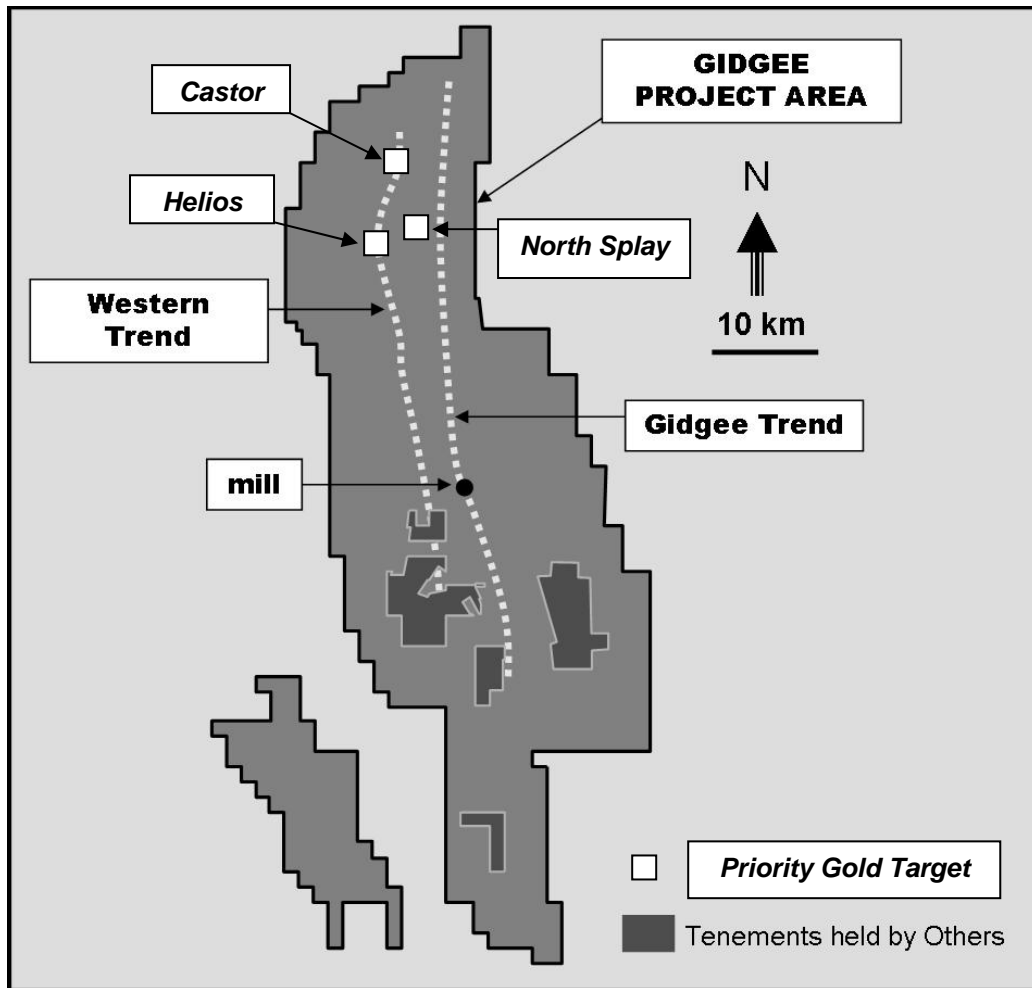 Castor
GIDGEE
PROJECT AREA
Helios
N
North Splay
Western
Trend
10 km
Gidgee Trend
mill
Priority Gold Target
Tenements held by Others